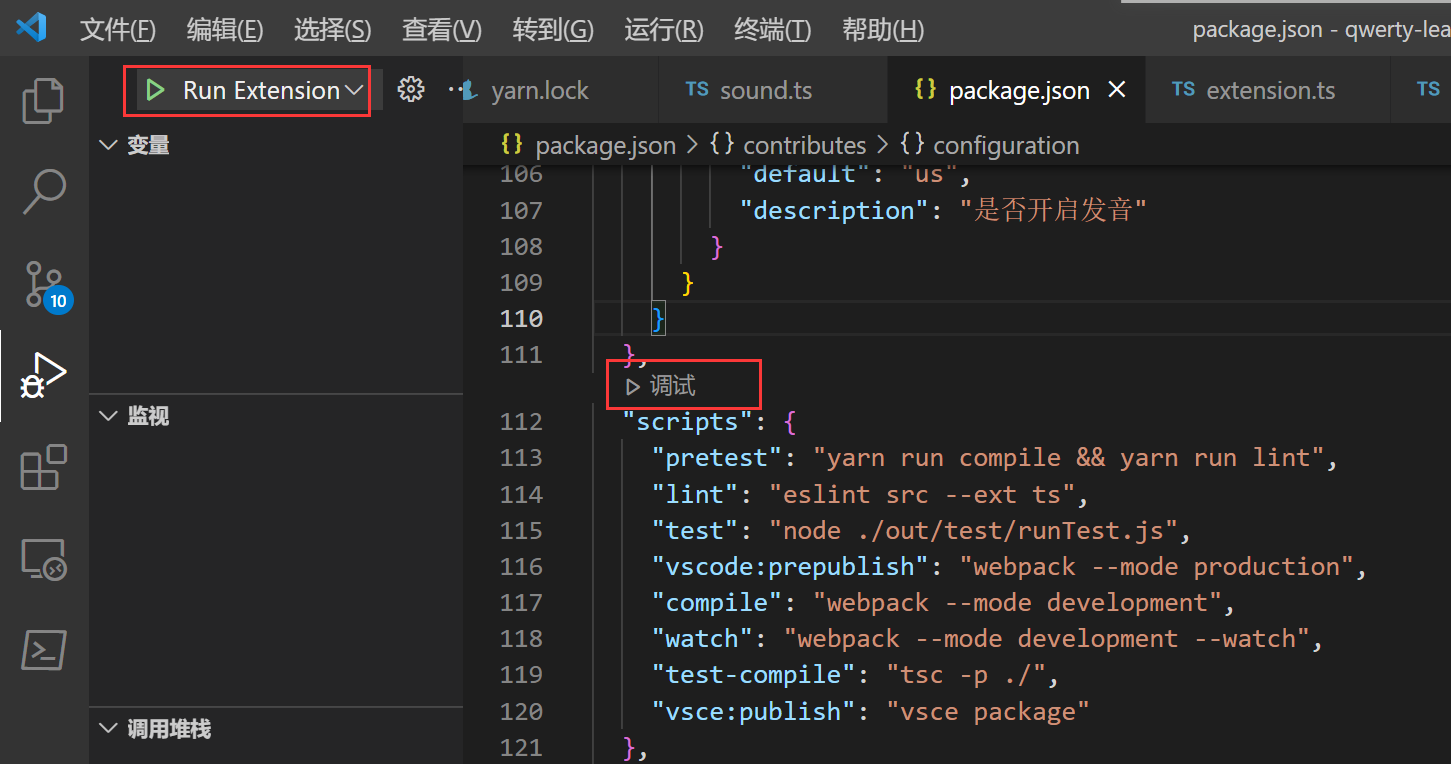 文件(F) 编辑(E) 选择(S) 查看(V) 转到(G) 运行(R) 终端(T) 帮助(H) package.json - qwerty-lea
Run Extension
yarn.lock TS sound.ts {} package.json TS extension.ts TS
变量
{} package.json > {} contributes > {} configuration
106 "default": "us",
107 "description": "是否开启发音"
108 }
109 }
110 }
111 },
调试
112 "scripts": {
113 "pretest": "yarn run compile && yarn run lint",
114 "lint": "eslint src --ext ts",
115 "test": "node ./out/test/runTest.js",
116 "vscode:prepublish": "webpack --mode production",
117 "compile": "webpack --mode development",
118 "watch": "webpack --mode development --watch",
119 "test-compile": "tsc -p ./",
120 "vsce:publish": "vsce package"
121 },
10
监视
调用堆栈